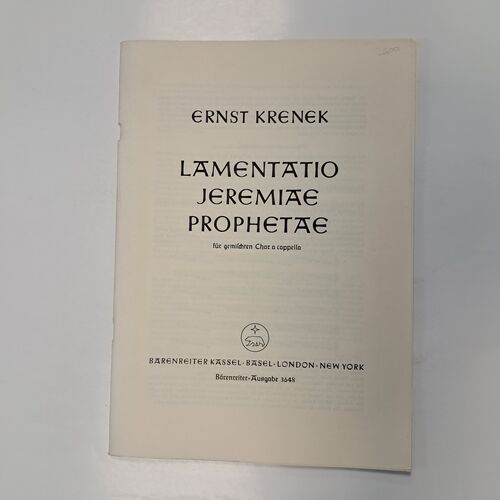 ERNST KRENEK
LAMENTATIO
JEREMIAE
PROPHETAE
für gemischten Chor a cappella
BÄRENREITER KASSEL · BASEL · LONDON · NEW YORK
Bärenreiter-Ausgabe 3648